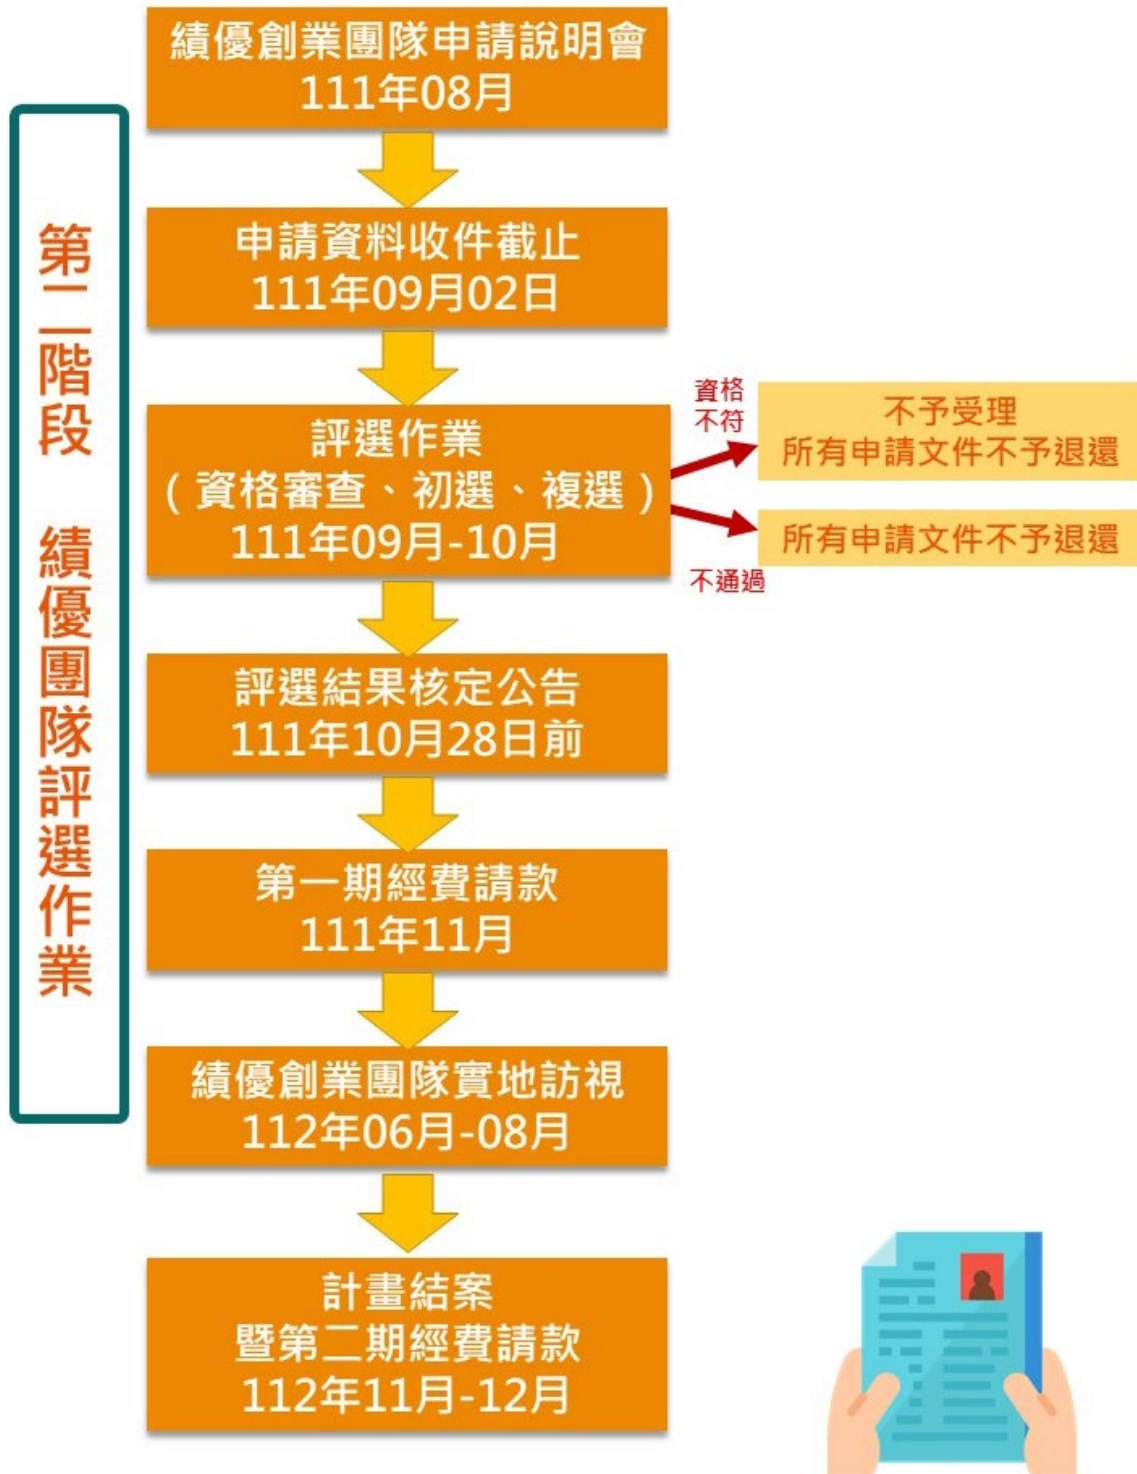 績優創業團隊申請說明會
111年08月
第二階段 績優團隊評選作業
申請資料收件截止
111年09月02日
評選作業
（資格審查、初選、複選）
111年09月-10月
資格
不符
不予受理
所有申請文件不予退還
不通過
所有申請文件不予退還
評選結果核定公告
111年10月28日前
第一期經費請款
111年11月
績優創業團隊實地訪視
112年06月-08月
計畫結案
暨第二期經費請款
112年11月-12月